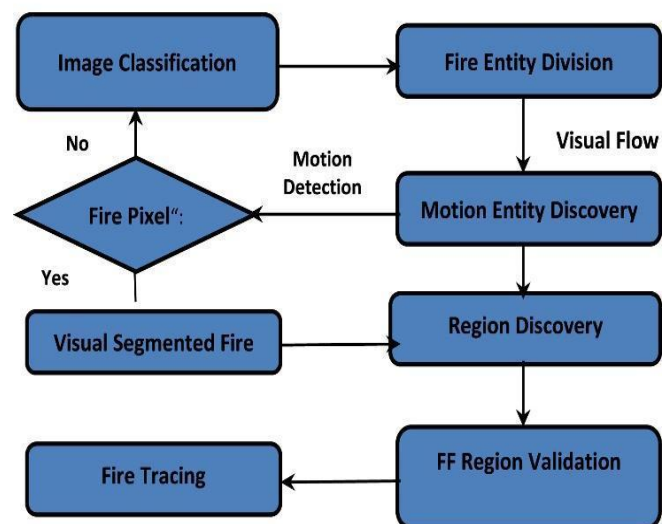 Image Classification
Fire Entity Division
No
Visual Flow
Motion
Detection
Fire Pixel“:
Motion Entity Discovery
Yes
Visual Segmented Fire
Region Discovery
Fire Tracing
FF Region Validation